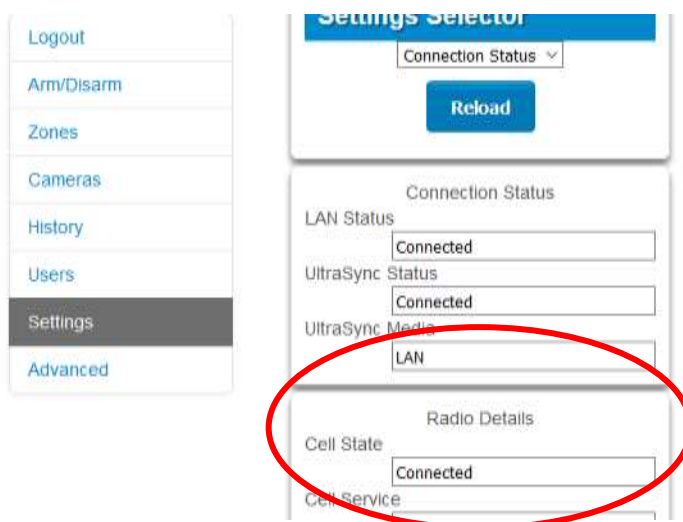 Logout
Arm/Disarm
Zones
Cameras
History
Users
Settings
Advanced
Settings Selector
Connection Status
Reload
Connection Status
LAN Status
Connected
UltraSync Status
Connected
UltraSync Media
LAN
Radio Details
Cell State
Connected
Cell Service